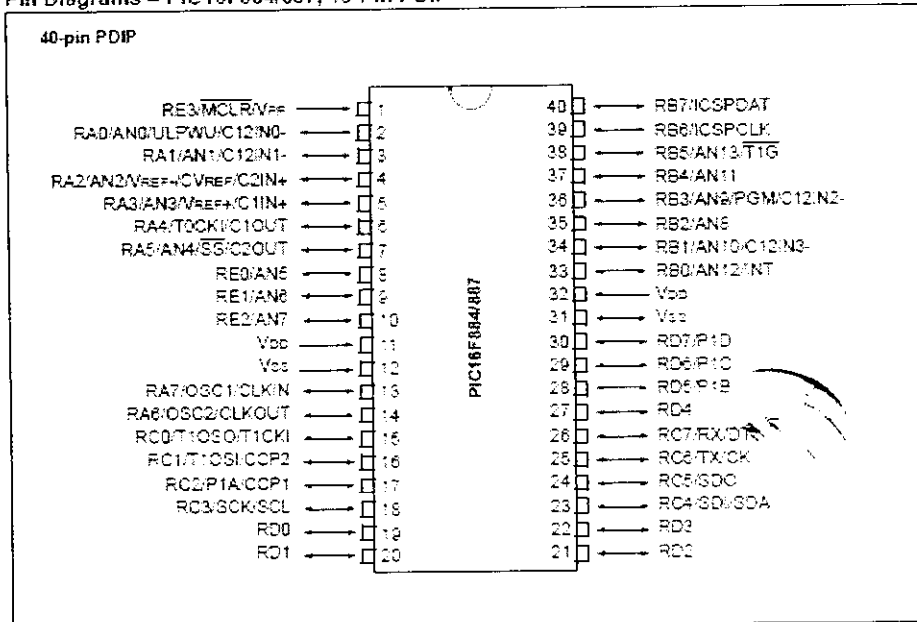 Pin Diagrams – PIC16F884/887, 40-Pin PDIP
40-pin PDIP
RE3/MCLR/VPP 1
RA0/AN0/ULPWU/C12IN0- 2
RA1/AN1/C12IN1- 3
RA2/AN2/VREF-/CVREF/C2IN+ 4
RA3/AN3/VREF+/C1IN+ 5
RA4/T0CKI/C1OUT 6
RA5/AN4/SS/C2OUT 7
RE0/AN5 8
RE1/AN6 9
RE2/AN7 10
VDD 11
VSS 12
RA7/OSC1/CLKIN 13
RA6/OSC2/CLKOUT 14
RC0/T1OSO/T1CKI 15
RC1/T1OSI/CCP2 16
RC2/P1A/CCP1 17
RC3/SCK/SCL 18
RD0 19
RD1 20
PIC16F884/887
40 RB7/ICSPDAT
39 RB6/ICSPCLK
38 RB5/AN13/T1G
37 RB4/AN11
36 RB3/AN9/PGM/C12IN2-
35 RB2/AN8
34 RB1/AN10/C12IN3-
33 RB0/AN12/INT
32 VDD
31 VSS
30 RD7/P1D
29 RD6/P1C
28 RD5/P1B
27 RD4
26 RC7/RX/DT
25 RC6/TX/CK
24 RC5/SDO
23 RC4/SDI/SDA
22 RD3
21 RD2